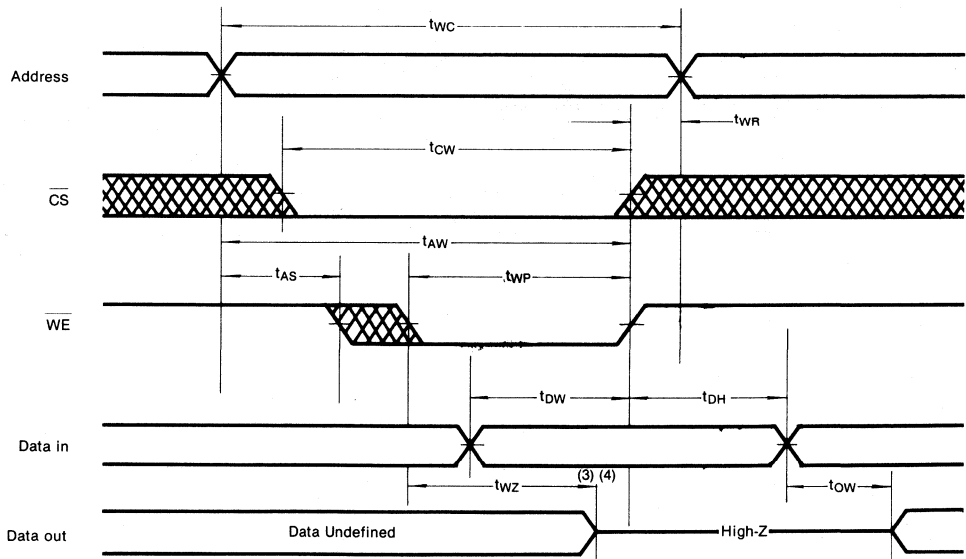 tWC
Address
tWR
tCW
CS
tAW
tAS
tWP
WE
tDW
tDH
Data in
(3) (4)
tWZ
tOW
Data out
Data Undefined
High-Z